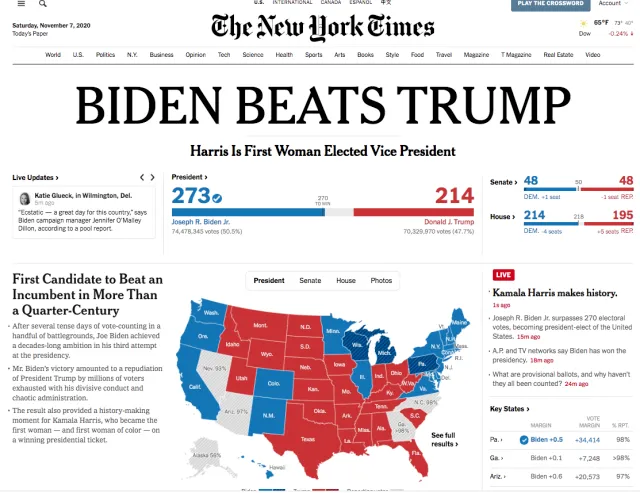 U.S. INTERNATIONAL CANADA ESPAÑOL 中文
PLAY THE CROSSWORD
Account
Saturday, November 7, 2020
Today's Paper
The New York Times
65°F 73° 40°
Dow -0.24%
World U.S. Politics N.Y. Business Opinion Tech Science Health Sports Arts Books Style Food Travel Magazine T Magazine Real Estate Video
BIDEN BEATS TRUMP
Harris Is First Woman Elected Vice President
Live Updates
Katie Glueck, in Wilmington, Del.
5m ago
“Ecstatic — a great day for this country,” says
Biden campaign manager Jennifer O’Malley
Dillon, according to a pool report.
President
273
270
TO WIN
214
Joseph R. Biden Jr.
Donald J. Trump
74,478,345 votes (50.5%)
70,329,970 votes (47.7%)
Senate 48 50 48
DEM. +1 seat -1 seat REP.
House 214 218 195
DEM. -4 seats +5 seats REP.
First Candidate to Beat an
Incumbent in More Than
a Quarter-Century
After several tense days of vote-counting in a
handful of battlegrounds, Joe Biden achieved
a decades-long ambition in his third attempt
at the presidency.
Mr. Biden’s victory amounted to a repudiation
of President Trump by millions of voters
exhausted with his divisive conduct and
chaotic administration.
The result also provided a history-making
moment for Kamala Harris, who became the
first woman — and first woman of color — on
a winning presidential ticket.
President Senate House Photos
Wash.
Ore.
Calif.
Nev. 93%
Idaho
Utah
Ariz. 97%
Mont.
Wyo.
Colo.
N.M.
N.D.
S.D.
Neb.
Kan.
Okla.
Texas
Minn.
Iowa
Mo.
Ark.
La.
Wis.
Ill.
Mich.
Ind.
Ohio
Ky.
Tenn.
Miss.
Ala.
Ga.
>98%
Fla.
S.C.
N.C. 98%
W.Va.
Va.
Pa.
N.Y.
Vt.
Maine
R.I.
N.J.
Del.
Alaska 56%
Hawaii
See full
results
LIVE
Kamala Harris makes history.
1s ago
Joseph R. Biden Jr. surpasses 270 electoral
votes, becoming president-elect of the United
States. 15m ago
A.P. and TV networks say Biden has won the
presidency. 18m ago
What are provisional ballots, and why haven’t
they all been counted? 24m ago
Key States
MARGIN VOTE MARGIN % RPT.
Pa. Biden +0.5 +34,414 98%
Ga. Biden +0.1 +7,248 >98%
Ariz. Biden +0.6 +20,573 97%